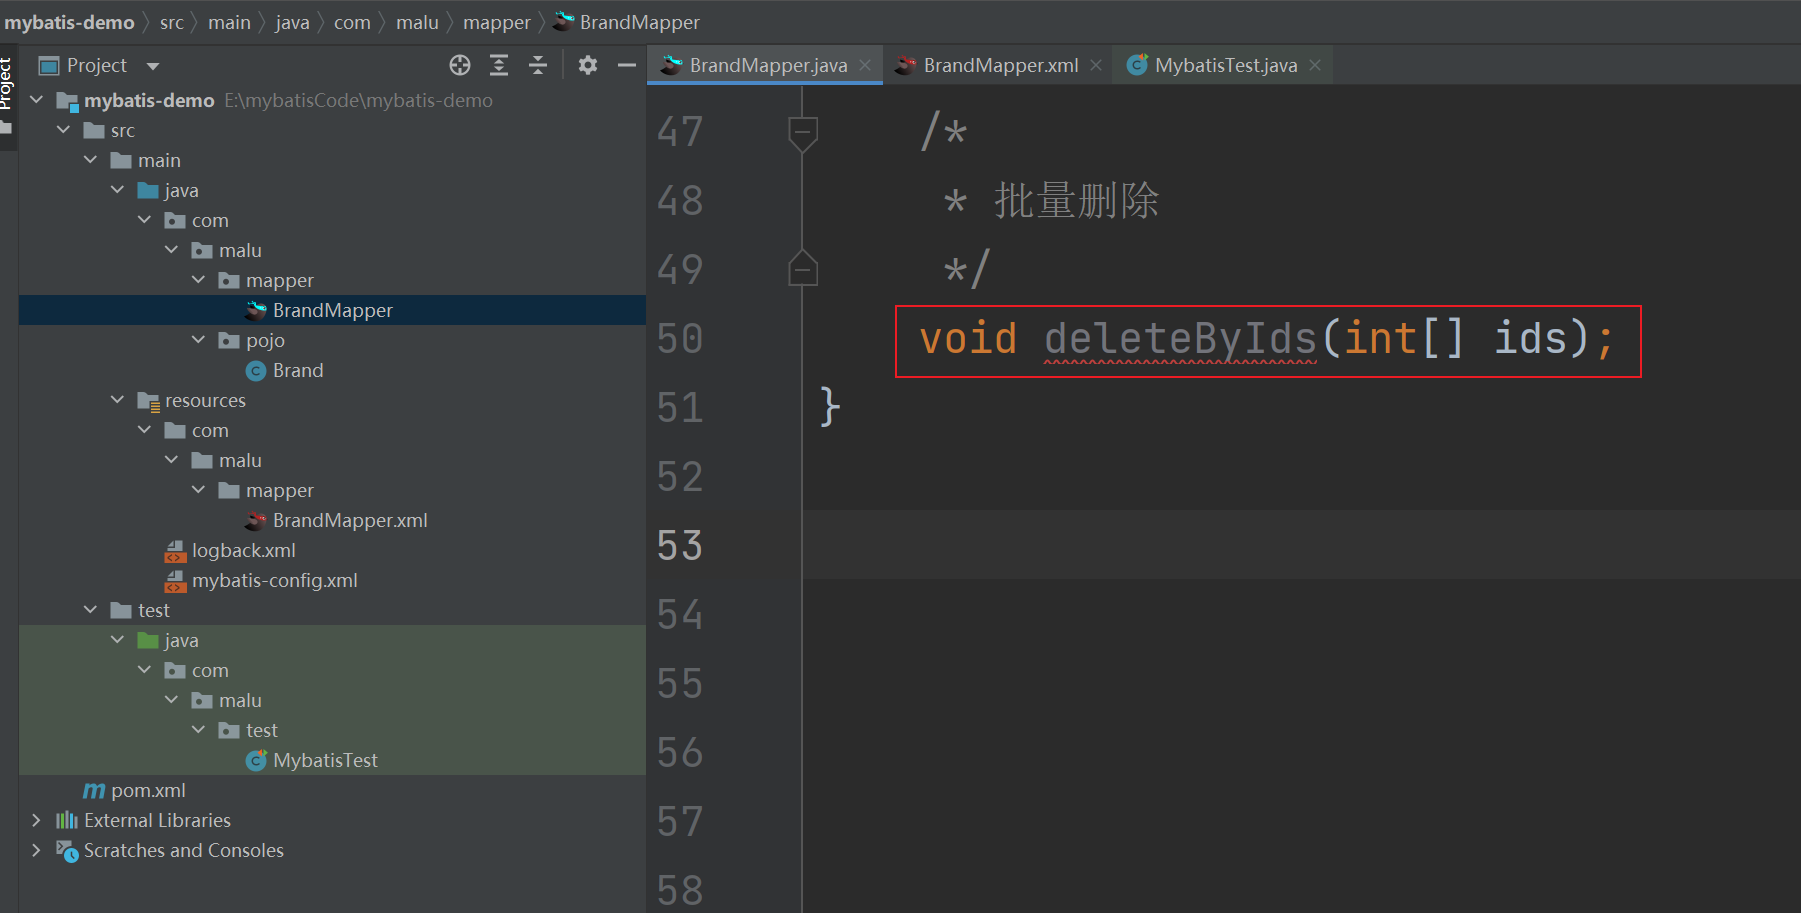 mybatis-demo 〉 src 〉 main 〉 java 〉 com 〉 malu 〉 mapper 〉 BrandMapper
Project
Project
mybatis-demo E:\mybatisCode\mybatis-demo
src
main
java
com
malu
mapper
BrandMapper
pojo
Brand
resources
com
malu
mapper
BrandMapper.xml
logback.xml
mybatis-config.xml
test
java
com
malu
test
MybatisTest
pom.xml
External Libraries
Scratches and Consoles
BrandMapper.java BrandMapper.xml MybatisTest.java
47 /*
48 * 批量删除
49 */
50 void deleteByIds(int[] ids);
51 }
52
53
54
55
56
57
58